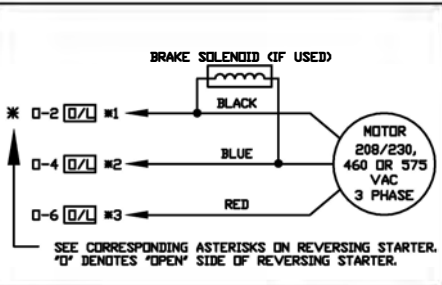 BRAKE SOLENOID (IF USED)
* O-2 O/L *1
BLACK
O-4 O/L *2
BLUE
O-6 O/L *3
RED
MOTOR
208/230,
460 OR 575
VAC
3 PHASE
SEE CORRESPONDING ASTERISKS ON REVERSING STARTER.
"O" DENOTES "OPEN" SIDE OF REVERSING STARTER.